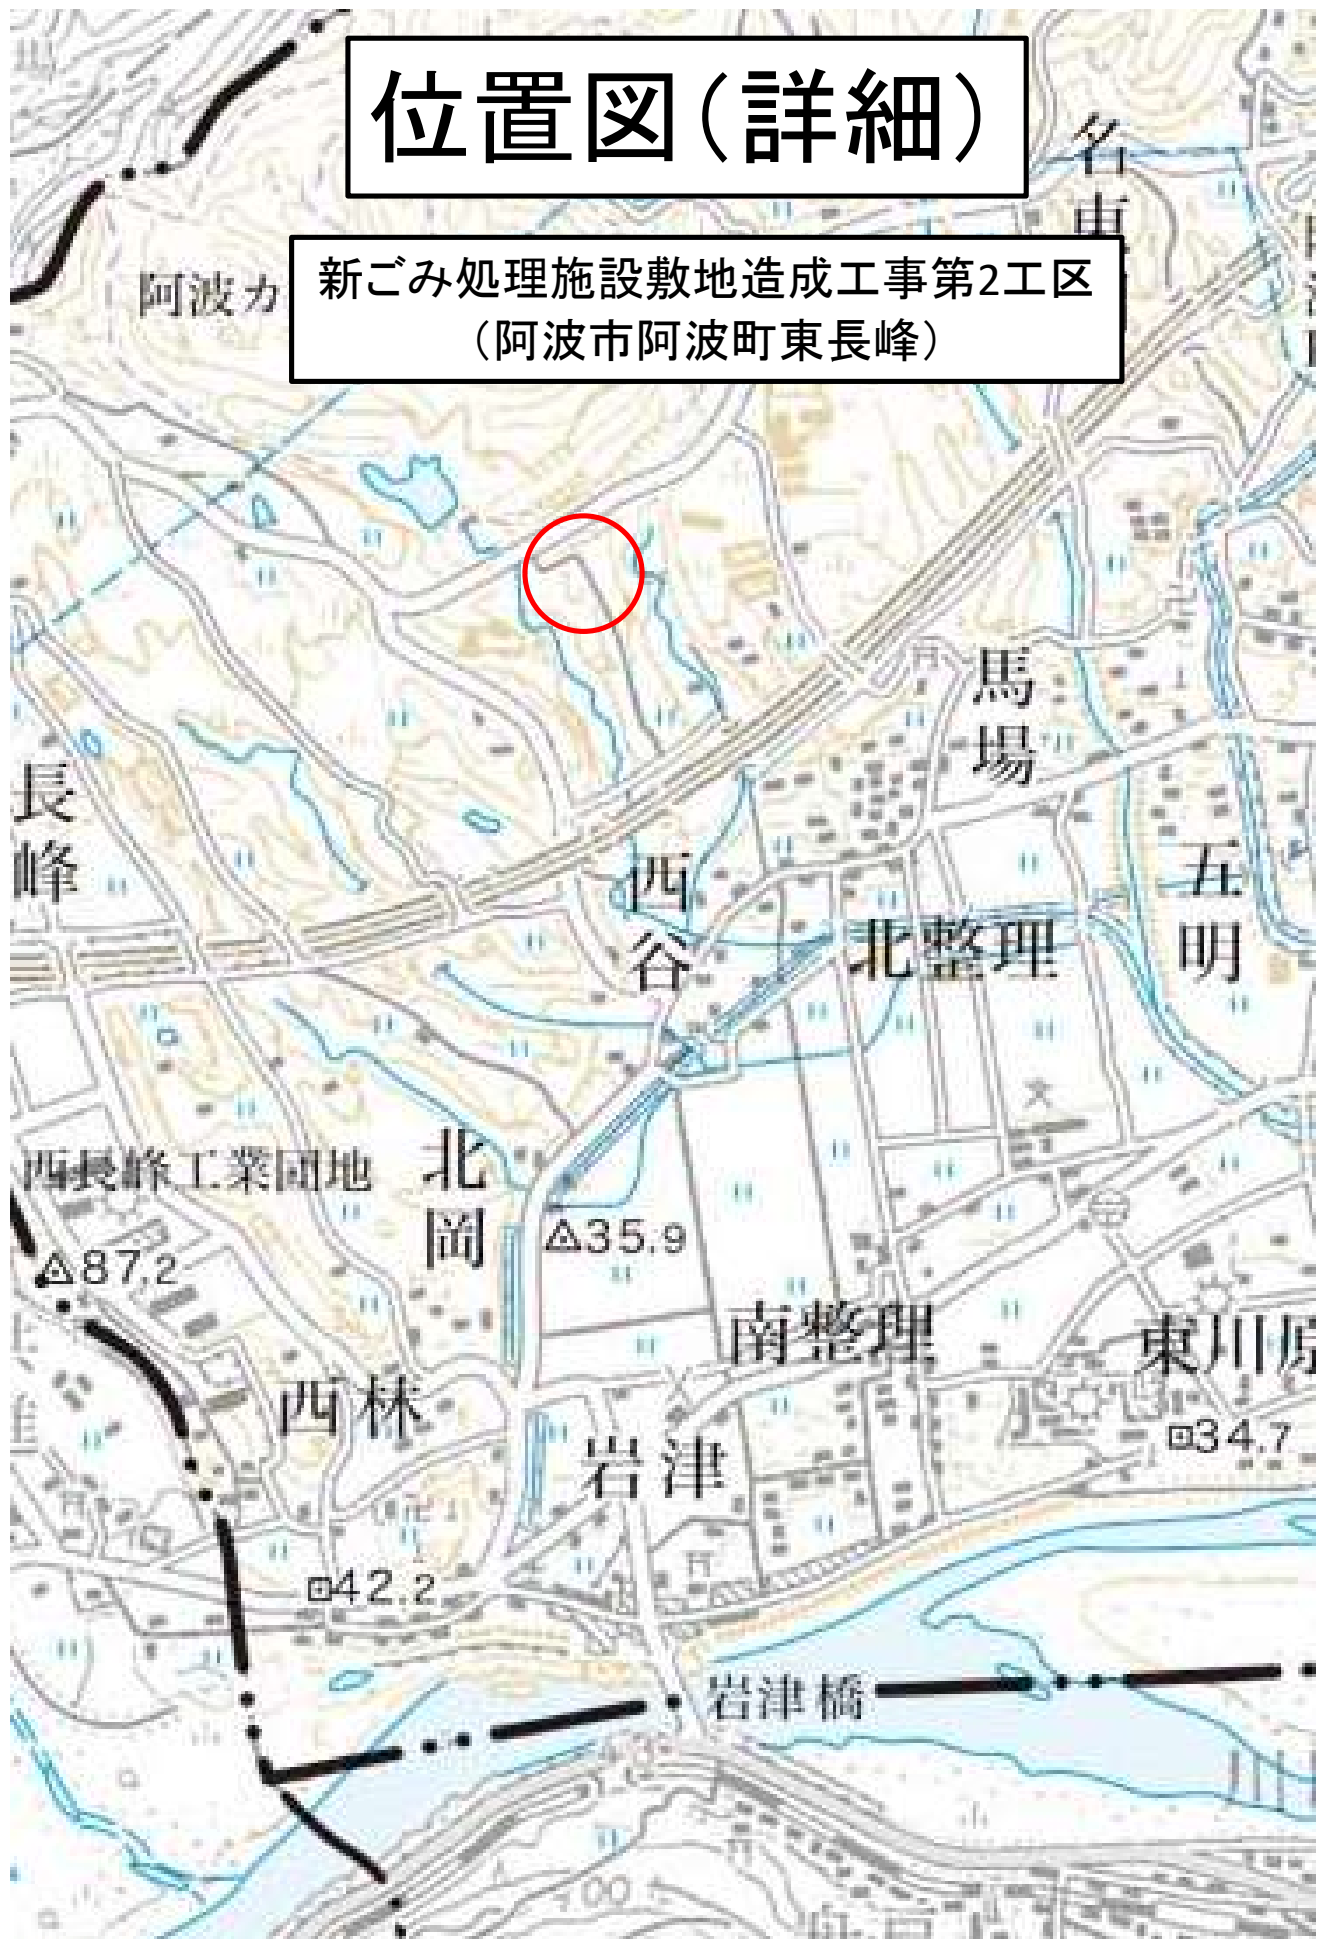 位置図（詳細）
新ごみ処理施設敷地造成工事第2工区
（阿波市阿波町東長峰）
名東
阿波カ
馬場
長峰
西谷
五明
北整理
西長峰工業団地
北岡
35.9
87.2
南整理
東川原
西林
34.7
岩津
42.2
岩津橋